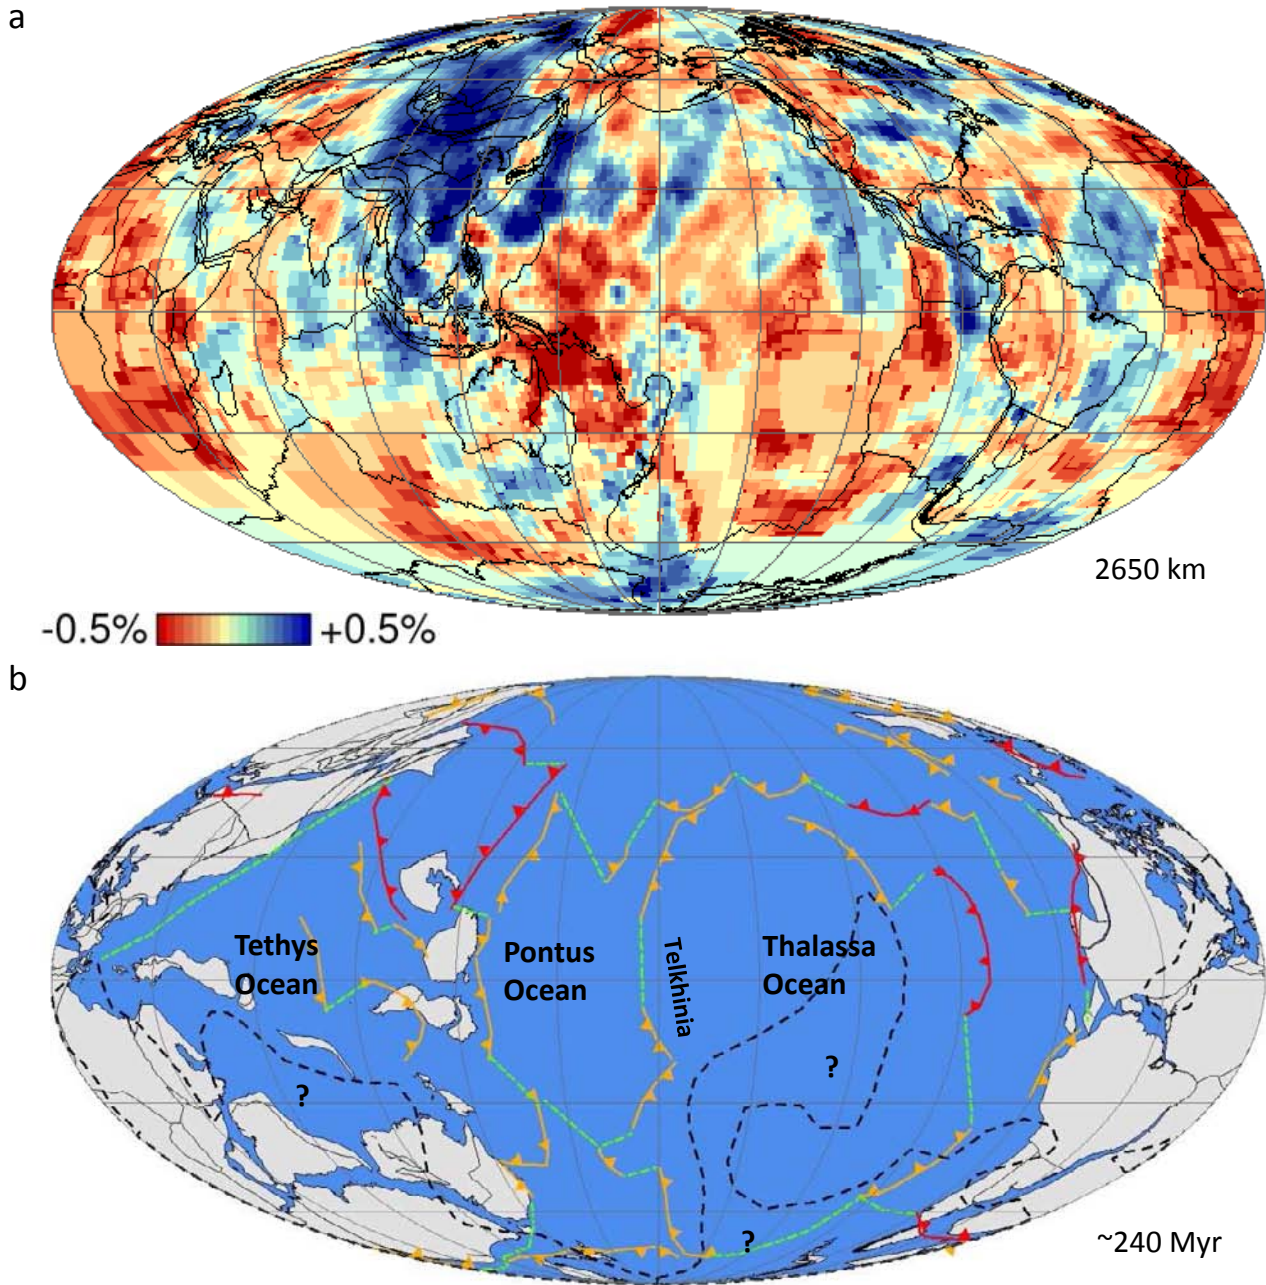 a
2650 km
-0.5% +0.5%
b
Tethys
Ocean
Pontus
Ocean
Telkhinia
Thalassa
Ocean
?
?
?
~240 Myr